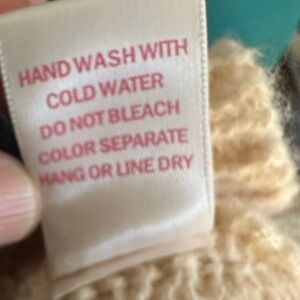 HAND WASH WITH
COLD WATER
DO NOT BLEACH
COLOR SEPARATE
HANG OR LINE DRY